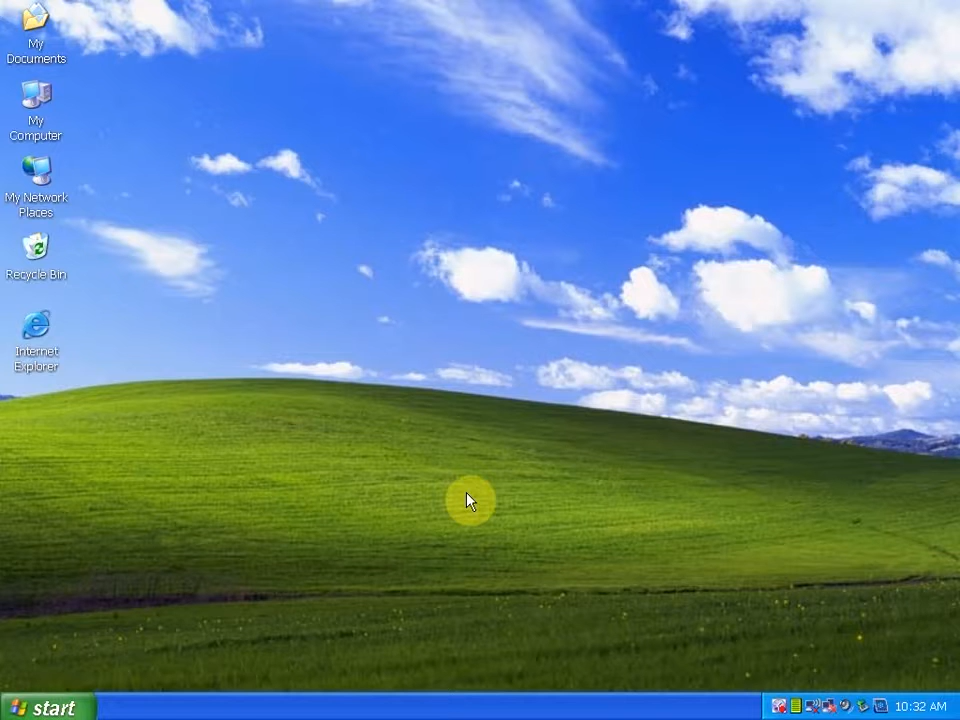 My
Documents
My
Computer
My Network
Places
Recycle Bin
Internet
Explorer
start
10:32 AM